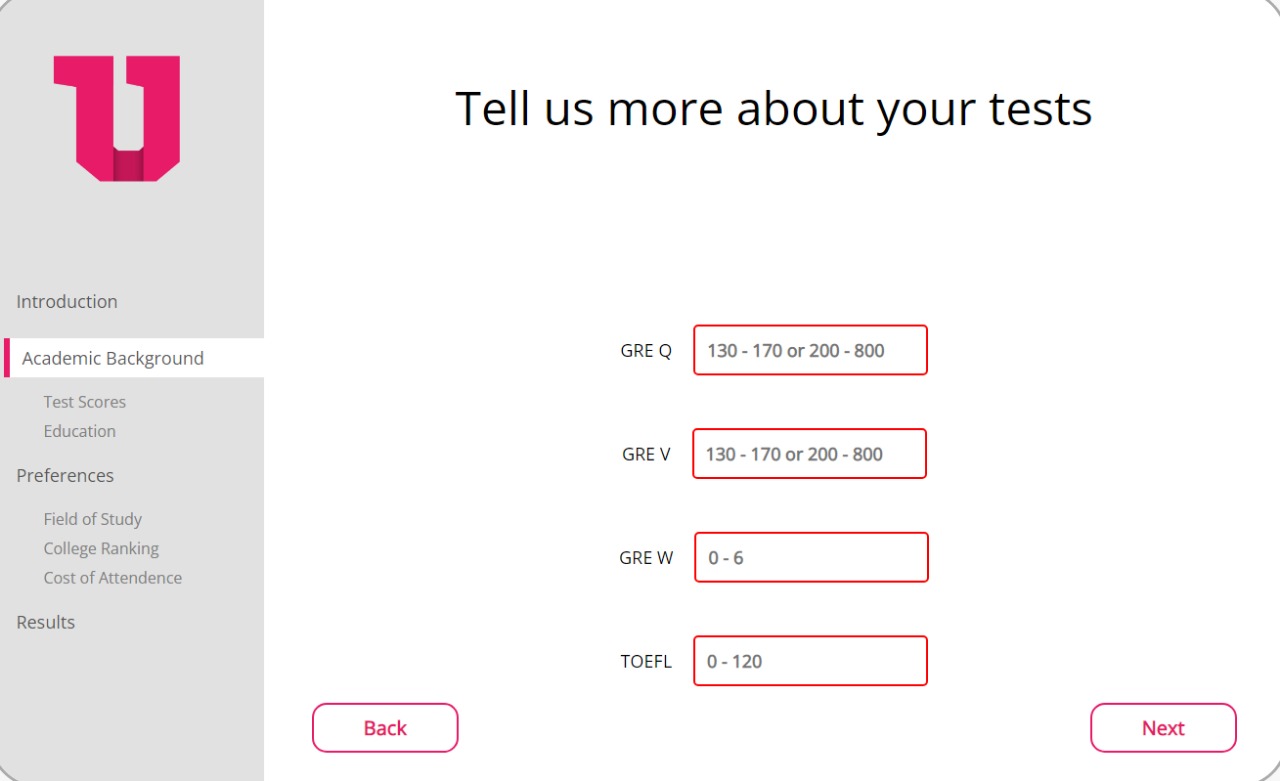 Tell us more about your tests
Introduction
Academic Background
Test Scores
Education
Preferences
Field of Study
College Ranking
Cost of Attendence
Results
GRE Q 130 - 170 or 200 - 800
GRE V 130 - 170 or 200 - 800
GRE W 0 - 6
TOEFL 0 - 120
Back
Next